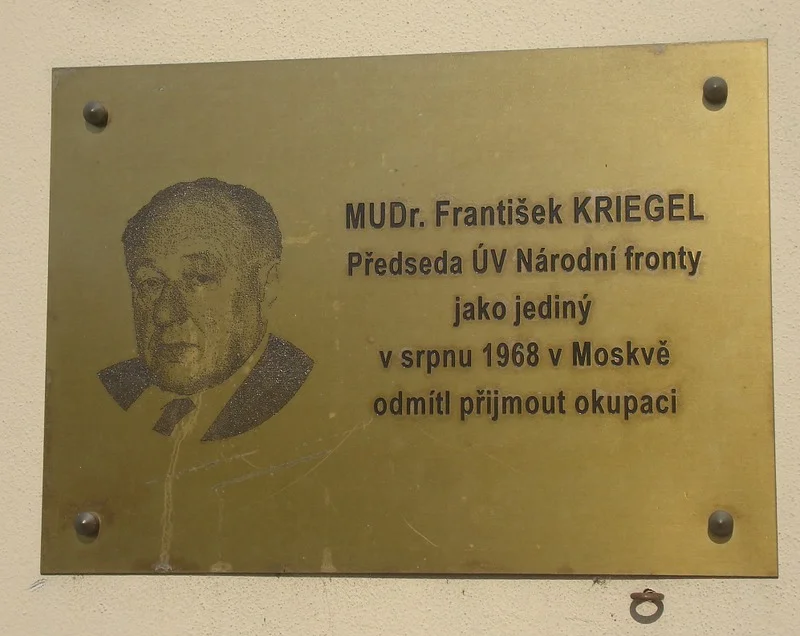 MUDr. František KRIEGEL
Předseda ÚV Národní fronty
jako jediný
v srpnu 1968 v Moskvě
odmítl přijmout okupaci